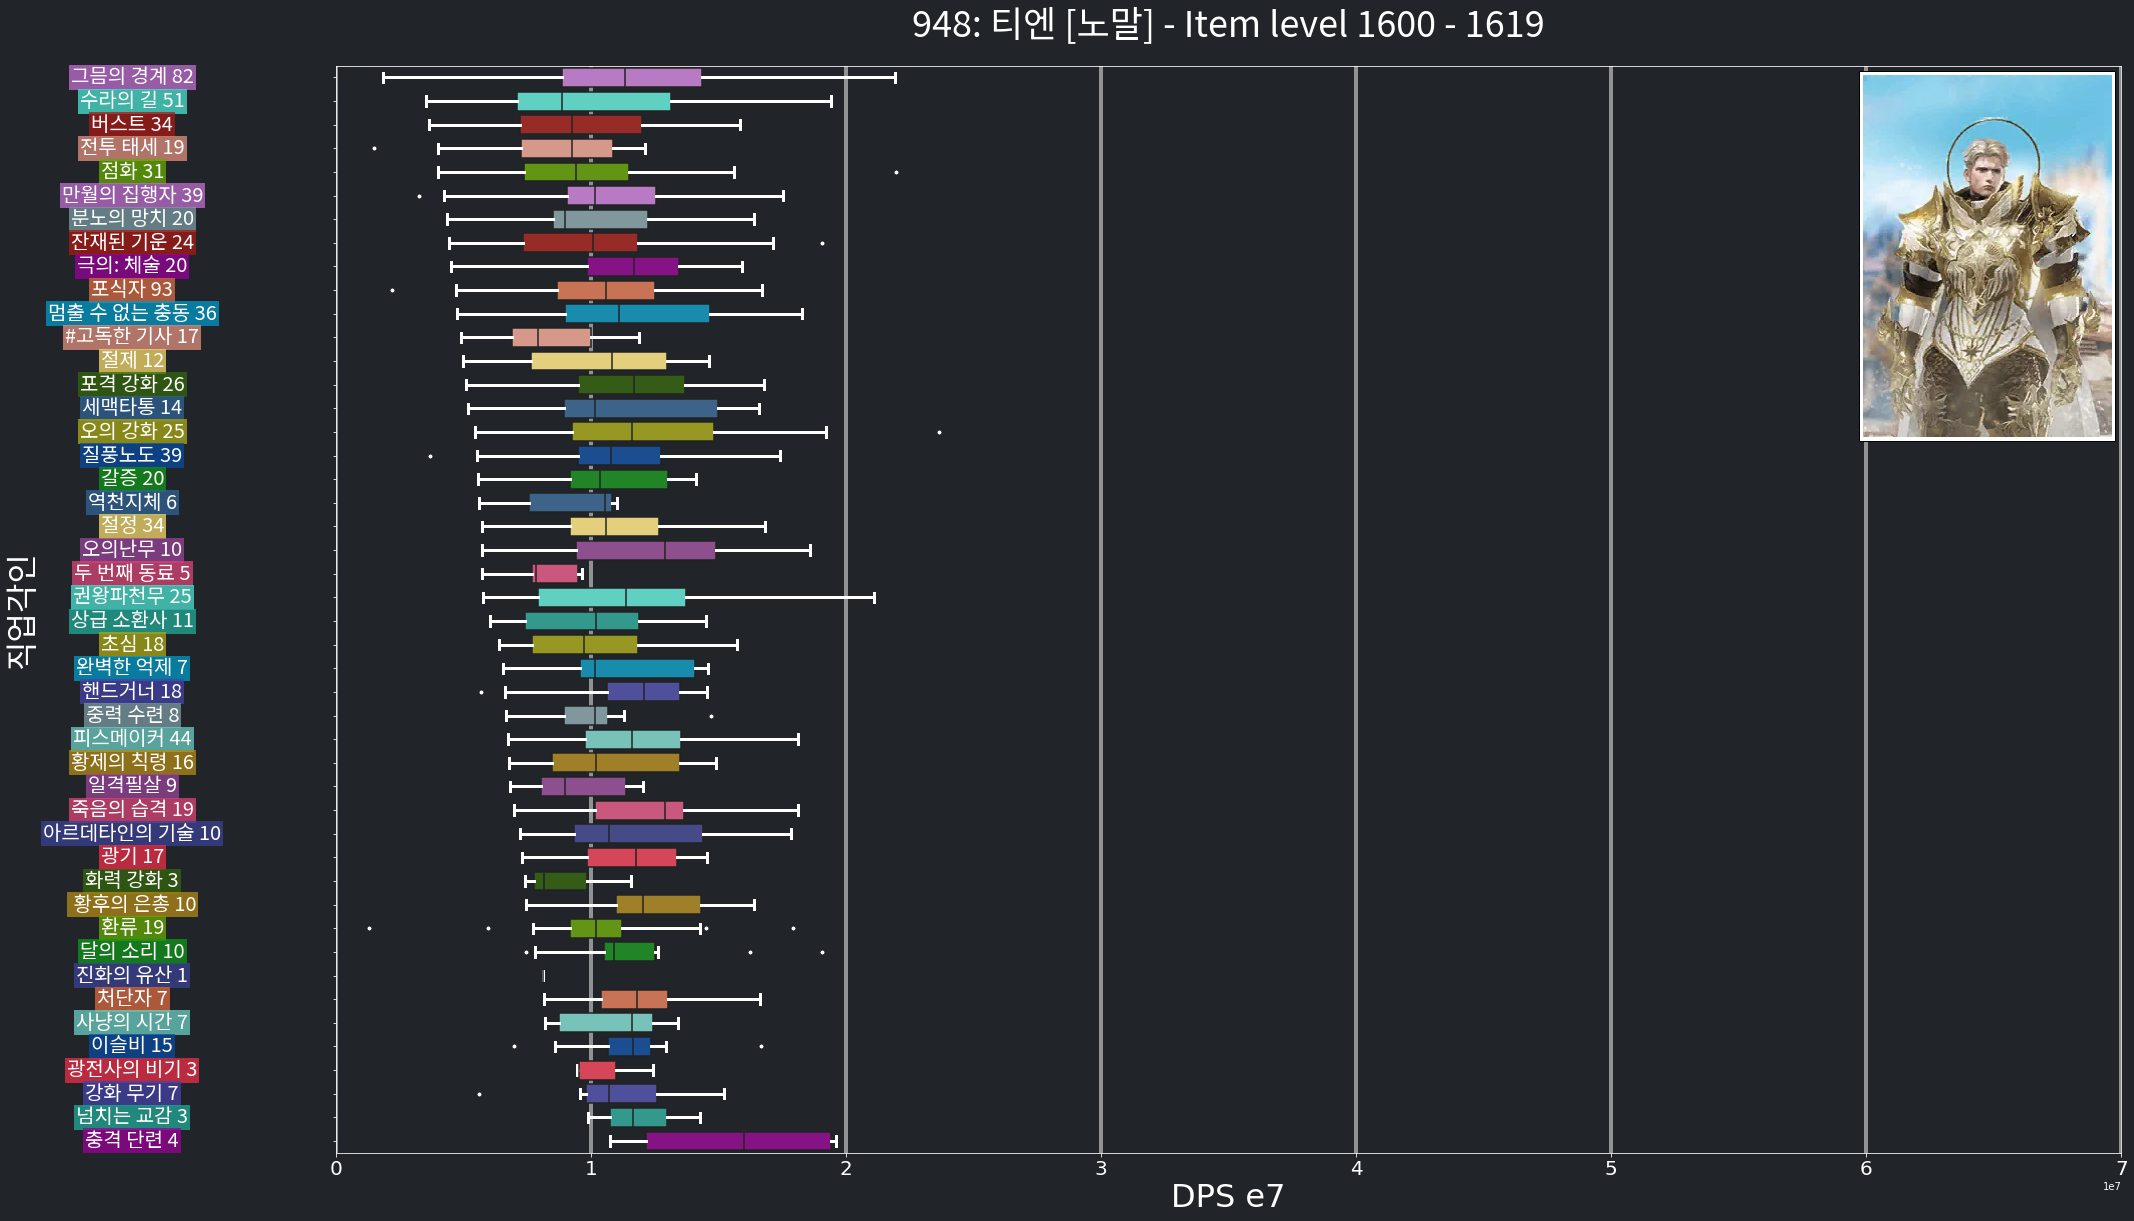 948: 티엔 [노말] - Item level 1600 - 1619
그믐의 경계 82
수라의 길 51
버스트 34
전투 태세 19
점화 31
만월의 집행자 39
분노의 망치 20
잔재된 기운 24
극의: 체술 20
포식자 93
멈출 수 없는 충동 36
#고독한 기사 17
절제 12
포격 강화 26
세맥타통 14
오의 강화 25
질풍노도 39
갈증 20
역천지체 6
절정 34
오의난무 10
두 번째 동료 5
권왕파천무 25
상급 소환사 11
초심 18
완벽한 억제 7
핸드거너 18
중력 수련 8
피스메이커 44
황제의 칙령 16
일격필살 9
죽음의 습격 19
아르데타인의 기술 10
광기 17
화력 강화 3
황후의 은총 10
환류 19
달의 소리 10
진화의 유산 1
처단자 7
사냥의 시간 7
이슬비 15
광전사의 비기 3
강화 무기 7
넘치는 교감 3
충격 단련 4
직업각인
0 1 2 3 4 5 6 7
1e7
DPS e7